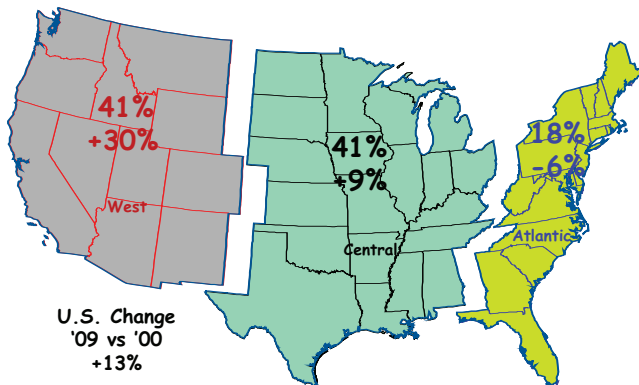 41%
+30%
West
41%
+9%
Central
18%
-6%
Atlantic
U.S. Change
'09 vs '00
+13%